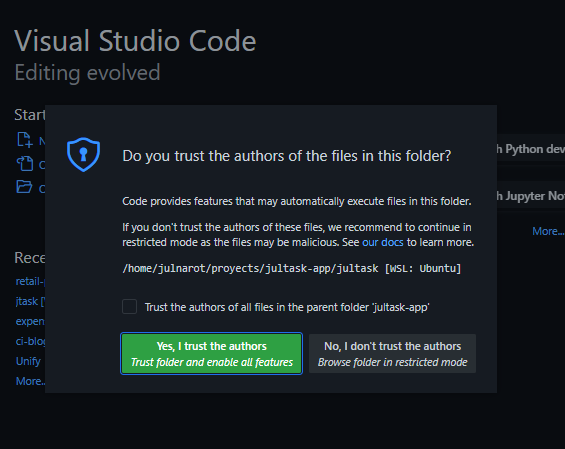 Visual Studio Code
Editing evolved
Start
Do you trust the authors of the files in this folder?
Code provides features that may automatically execute files in this folder.
If you don't trust the authors of these files, we recommend to continue in
restricted mode as the files may be malicious. See our docs to learn more.
/home/julnarot/proyects/jultask-app/jultask [WSL: Ubuntu]
Trust the authors of all files in the parent folder 'jultask-app'
Yes, I trust the authors
Trust folder and enable all features
No, I don't trust the authors
Browse folder in restricted mode
Rece
retail-
jtask [
expen
ci-blog
Unify
More...
h Python dev
h Jupyter No
More...